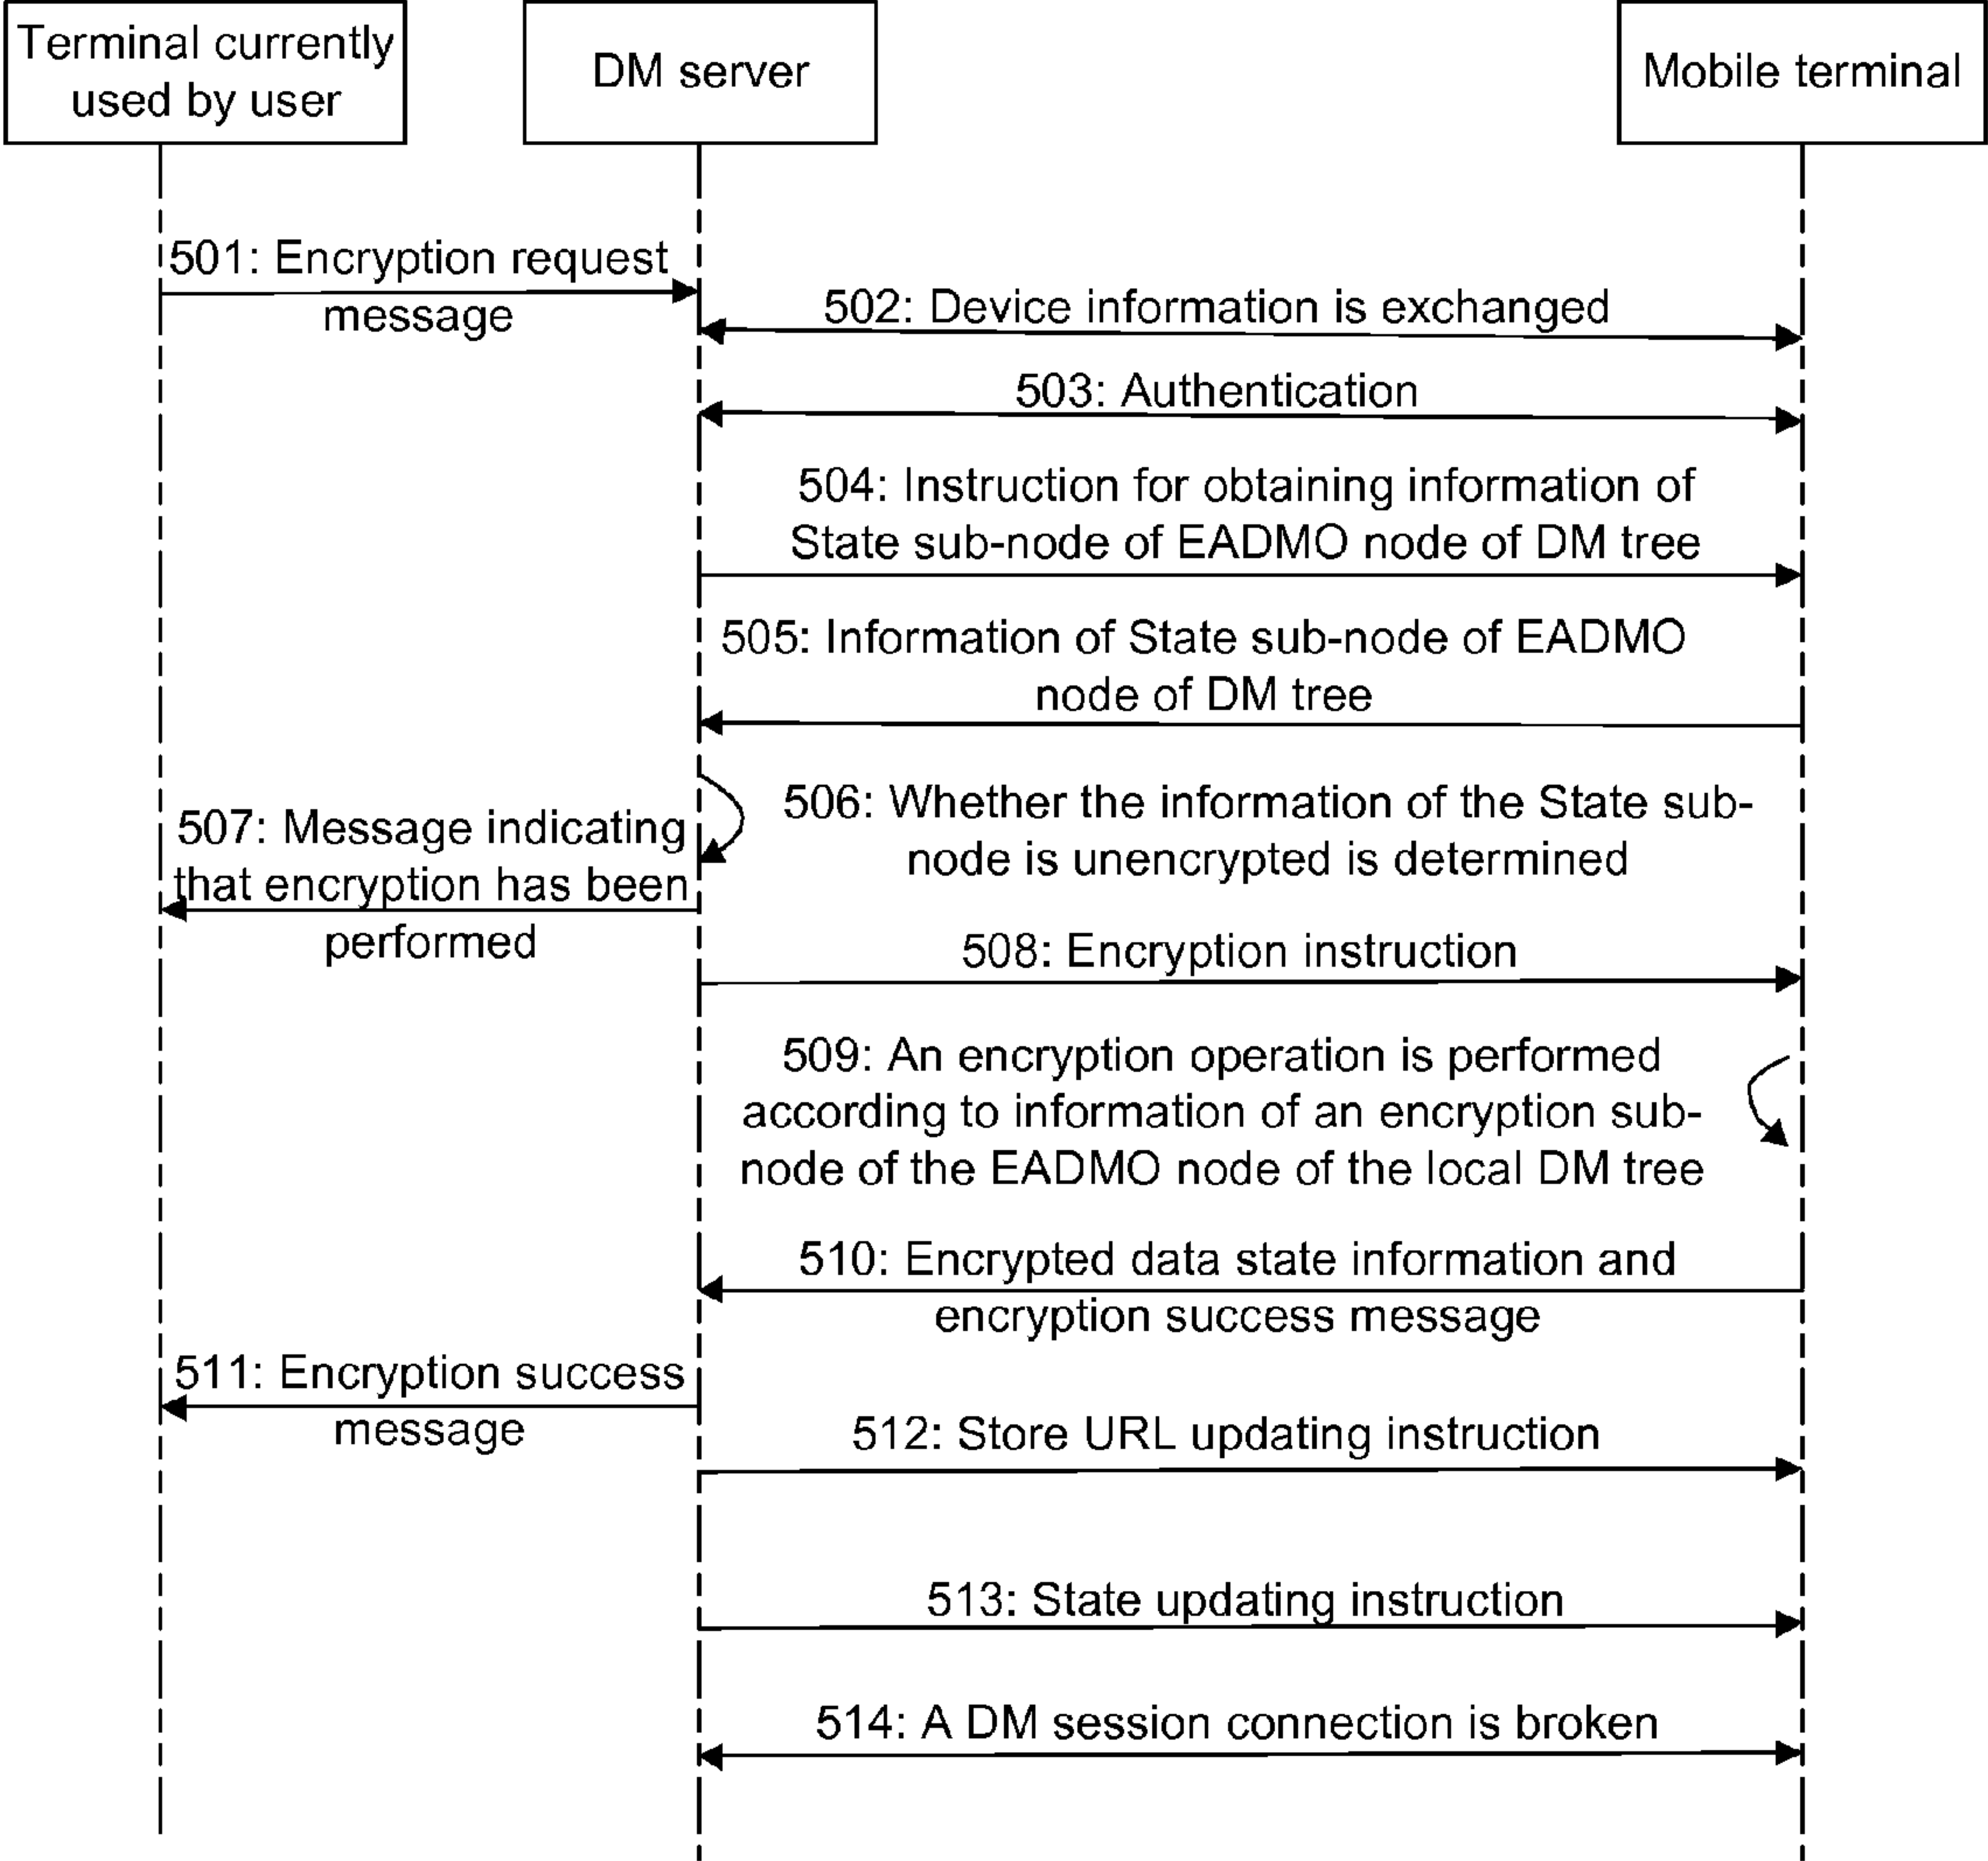 Terminal currently
used by user
DM server
Mobile terminal
501: Encryption request
message
502: Device information is exchanged
503: Authentication
504: Instruction for obtaining information of
State sub-node of EADMO node of DM tree
505: Information of State sub-node of EADMO
node of DM tree
506: Whether the information of the State sub-
node is unencrypted is determined
507: Message indicating
that encryption has been
performed
508: Encryption instruction
509: An encryption operation is performed
according to information of an encryption sub-
node of the EADMO node of the local DM tree
510: Encrypted data state information and
encryption success message
511: Encryption success
message
512: Store URL updating instruction
513: State updating instruction
514: A DM session connection is broken